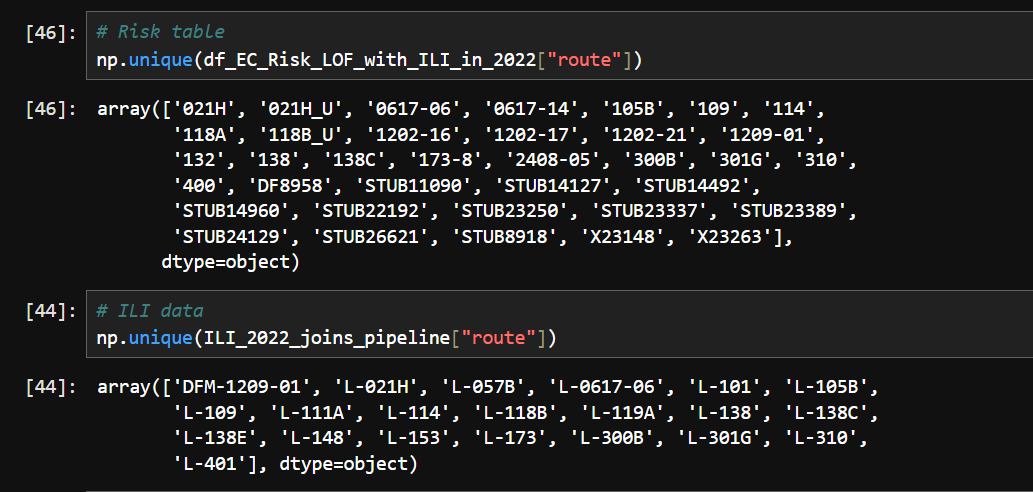 [46]: # Risk table
np.unique(df_EC_Risk_LOF_with_ILI_in_2022["route"])
[46]: array(['021H', '021H_U', '0617-06', '0617-14', '105B', '109', '114',
'118A', '118B_U', '1202-16', '1202-17', '1202-21', '1209-01',
'132', '138', '138C', '173-8', '2408-05', '300B', '301G', '310',
'400', 'DF8958', 'STUB11090', 'STUB14127', 'STUB14492',
'STUB14960', 'STUB22192', 'STUB23250', 'STUB23337', 'STUB23389',
'STUB24129', 'STUB26621', 'STUB8918', 'X23148', 'X23263'],
dtype=object)
[44]: # ILI data
np.unique(ILI_2022_joins_pipeline["route"])
[44]: array(['DFM-1209-01', 'L-021H', 'L-057B', 'L-0617-06', 'L-101', 'L-105B',
'L-109', 'L-111A', 'L-114', 'L-118B', 'L-119A', 'L-138', 'L-138C',
'L-138E', 'L-148', 'L-153', 'L-173', 'L-300B', 'L-301G', 'L-310',
'L-401'], dtype=object)